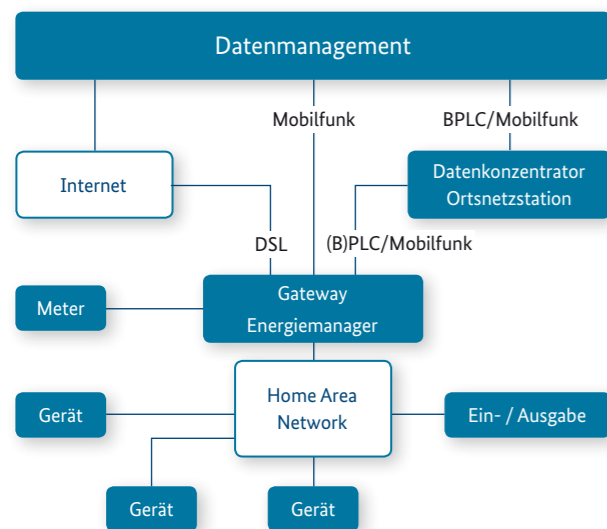 Datenmanagement
Mobilfunk
BPLC/Mobilfunk
Internet
Datenkonzentrator
Ortsnetzstation
DSL
(B)PLC/Mobilfunk
Gateway
Energiemanager
Meter
Home Area
Network
Gerät
Ein- / Ausgabe
Gerät
Gerät